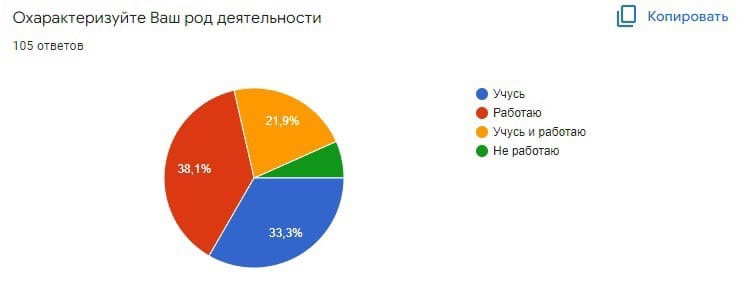 Охарактеризуйте Ваш род деятельности
Копировать
105 ответов
Учусь
Работаю
Учусь и работаю
Не работаю
21,9%
38,1%
33,3%